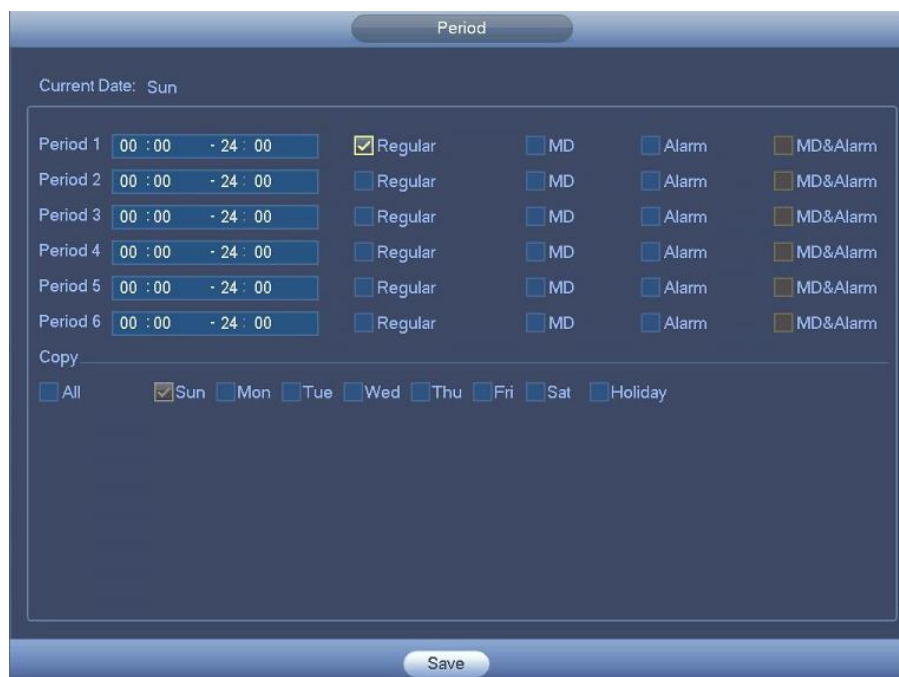 Period
Current Date: Sun
Period 1 00 :00 - 24 : 00 Regular MD Alarm MD&Alarm
Period 2 00 :00 - 24 : 00 Regular MD Alarm MD&Alarm
Period 3 00 :00 - 24 : 00 Regular MD Alarm MD&Alarm
Period 4 00 :00 - 24 : 00 Regular MD Alarm MD&Alarm
Period 5 00 :00 - 24 : 00 Regular MD Alarm MD&Alarm
Period 6 00 :00 - 24 : 00 Regular MD Alarm MD&Alarm
Copy
All Sun Mon Tue Wed Thu Fri Sat Holiday
Save